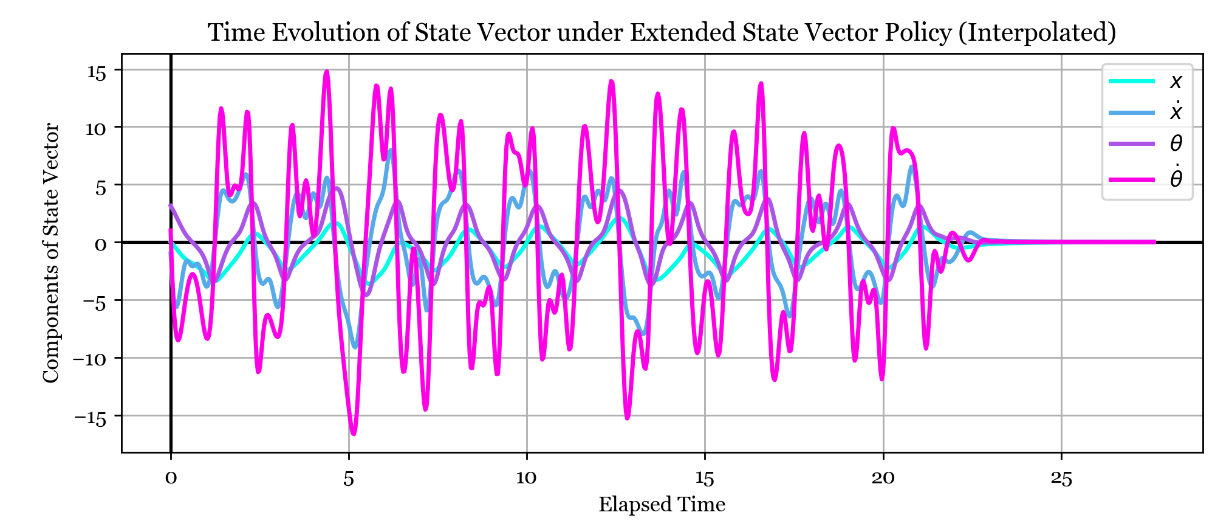 Time Evolution of State Vector under Extended State Vector Policy (Interpolated)
Components of State Vector
15
10
5
0
−5
−10
−15
x
ẋ
θ
θ̇
0 5 10 15 20 25
Elapsed Time